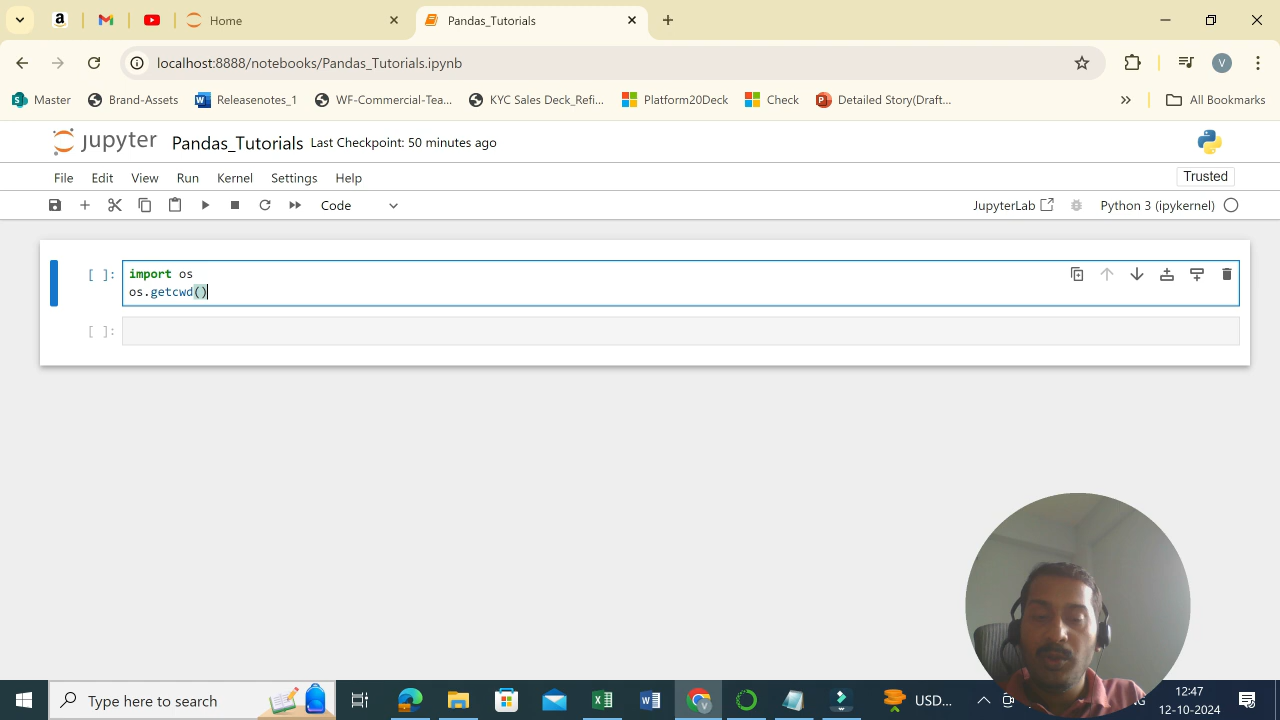 Home
Pandas_Tutorials
localhost:8888/notebooks/Pandas_Tutorials.ipynb
V
Master
Brand-Assets
Releasenotes_1
WF-Commercial-Tea...
KYC Sales Deck_Refi...
Platform20Deck
Check
Detailed Story(Draft...
All Bookmarks
jupyter
Pandas_Tutorials
Last Checkpoint: 50 minutes ago
File
Edit
View
Run
Kernel
Settings
Help
Trusted
Code
JupyterLab
Python 3 (ipykernel)
[ ]:
import os
os.getcwd()
[ ]:
Type here to search
USD...
12:47
12-10-2024